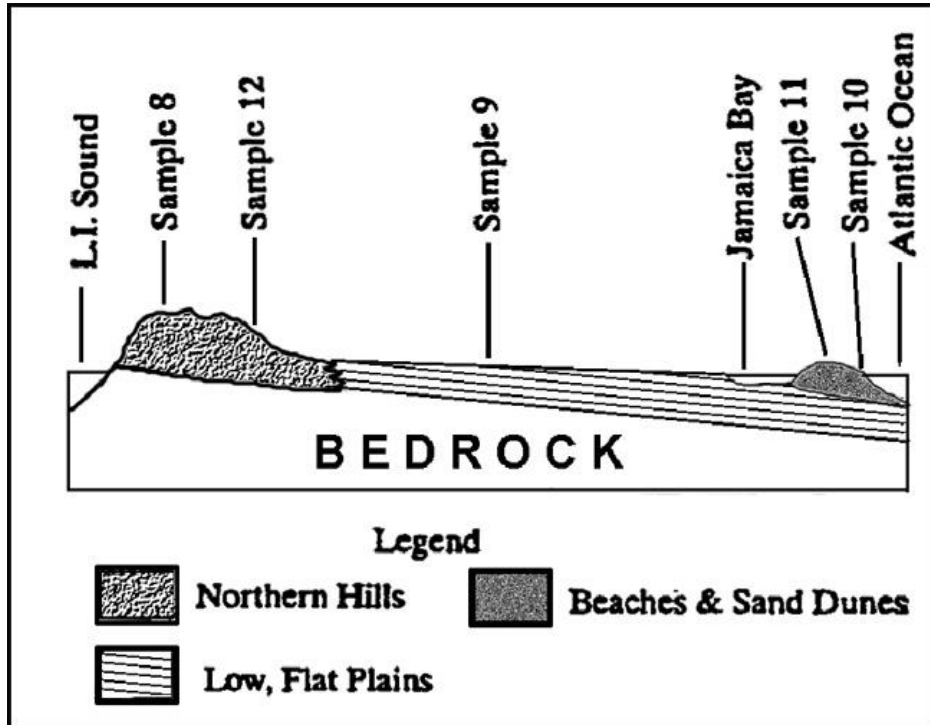 L.I. Sound
Sample 8
Sample 12
Sample 9
Jamaica Bay
Sample 11
Sample 10
Atlantic Ocean
BEDROCK
Legend
Northern Hills
Beaches & Sand Dunes
Low, Flat Plains